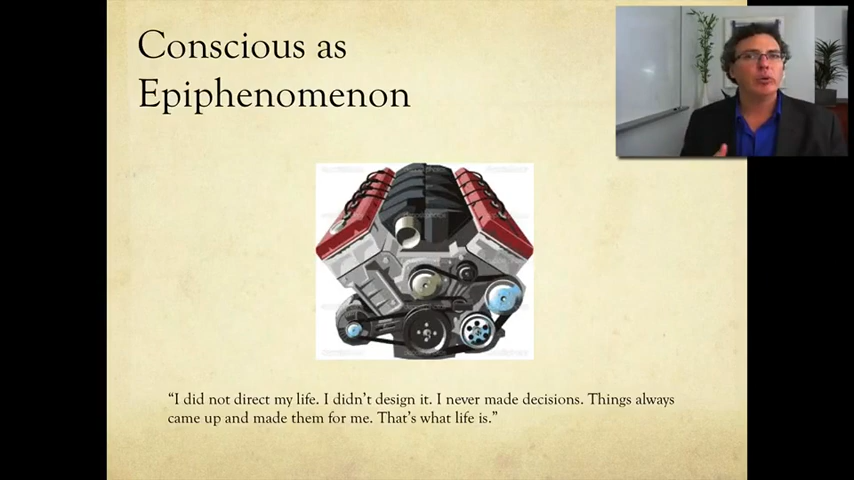 Conscious as
Epiphenomenon
“I did not direct my life. I didn’t design it. I never made decisions. Things always
came up and made them for me. That’s what life is.”